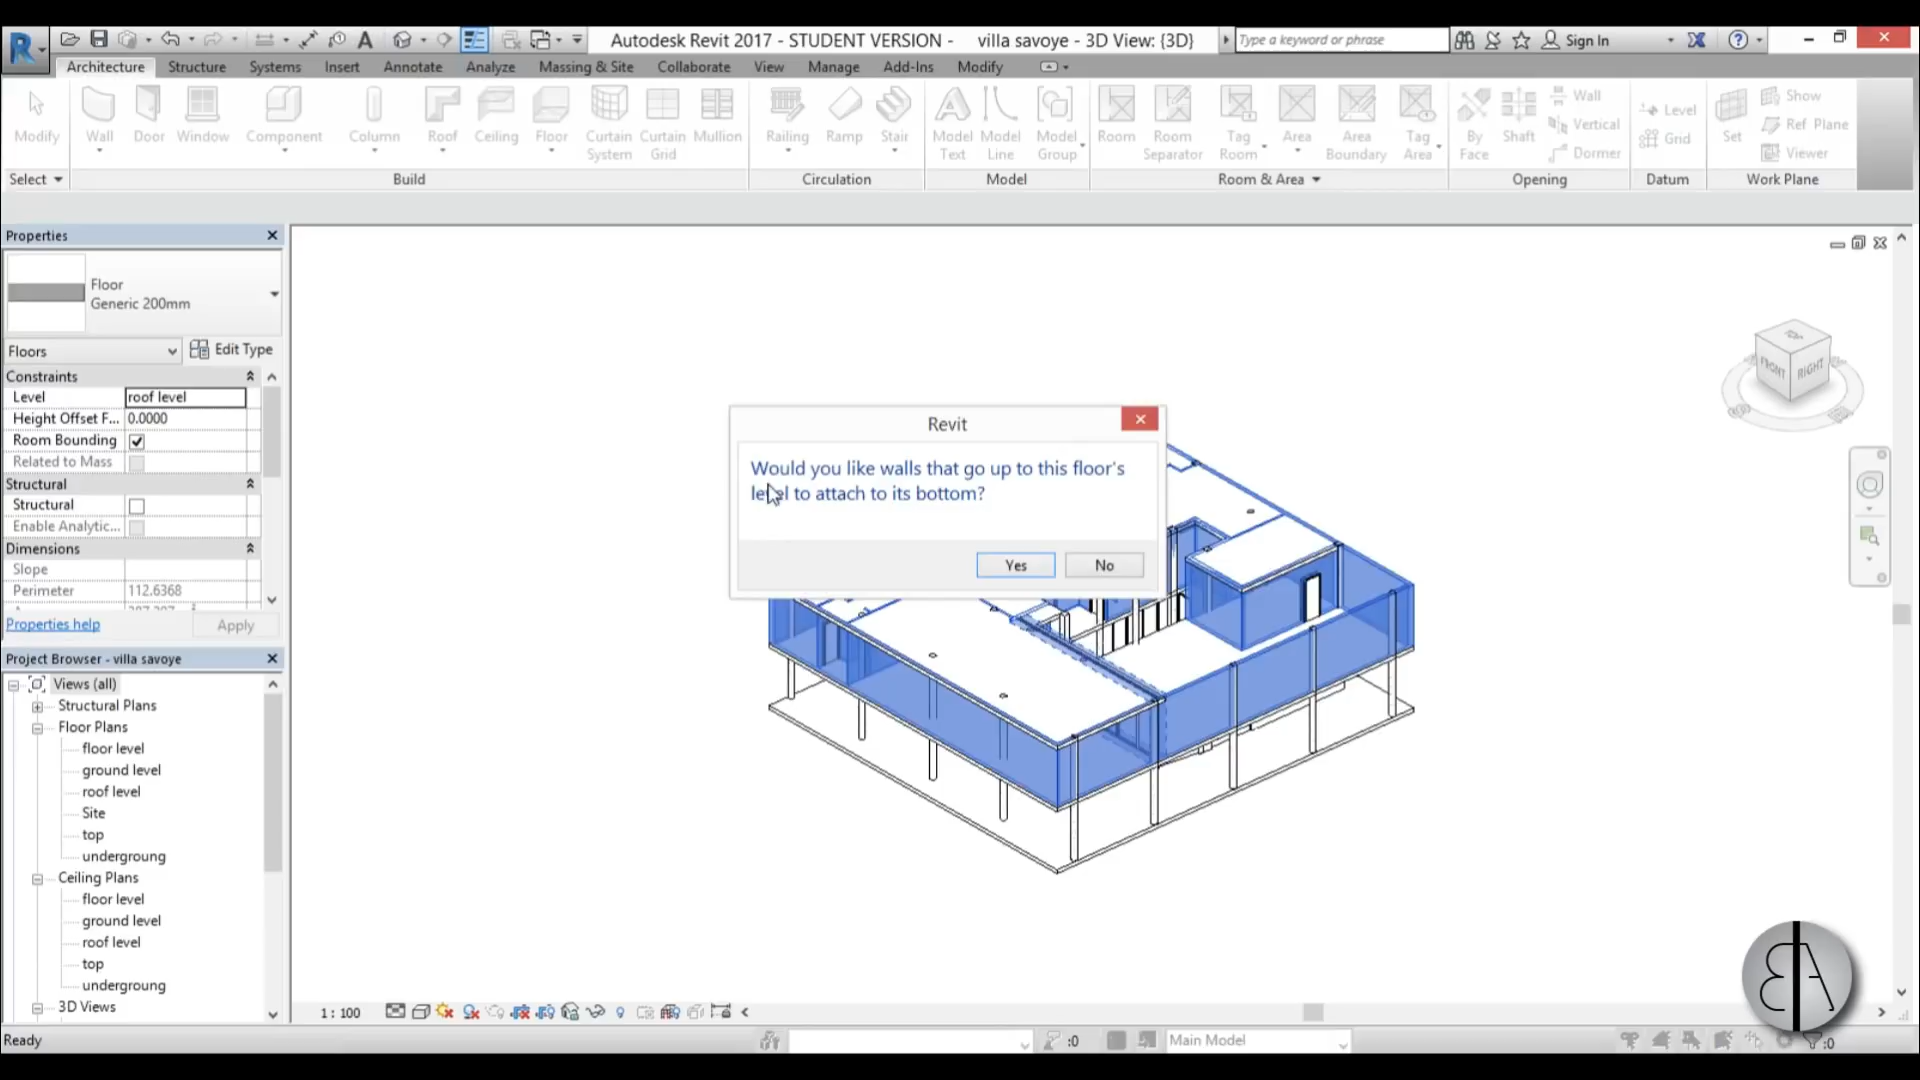 Autodesk Revit 2017 - STUDENT VERSION - villa savoye - 3D View: {3D}
Type a keyword or phrase
Sign In
Architecture Structure Systems Insert Annotate Analyze Massing & Site Collaborate View Manage Add-Ins Modify
Modify
Wall
Door
Window
Component
Column
Roof
Ceiling
Floor
Curtain System
Curtain Grid
Mullion
Railing
Ramp
Stair
Model Text
Model Line
Model Group
Room
Room Separator
Tag Room
Area
Area Boundary
Tag Area
By Face
Shaft
Wall
Vertical
Dormer
Level
Grid
Set
Show
Ref Plane
Viewer
Select Build Circulation Model Room & Area Opening Datum Work Plane
Properties
Floor
Generic 200mm
Floors
Edit Type
Constraints
Level roof level
Height Offset F... 0.0000
Room Bounding
Related to Mass
Structural
Structural
Enable Analytic...
Dimensions
Slope
Perimeter 112.6368
Properties help
Apply
Project Browser - villa savoye
Views (all)
Structural Plans
Floor Plans
floor level
ground level
roof level
Site
top
undergroung
Ceiling Plans
floor level
ground level
roof level
top
undergroung
3D Views
Revit
Would you like walls that go up to this floor's
level to attach to its bottom?
Yes
No
TOP
FRONT
RIGHT
1 : 100
Ready
:0
Main Model
:0